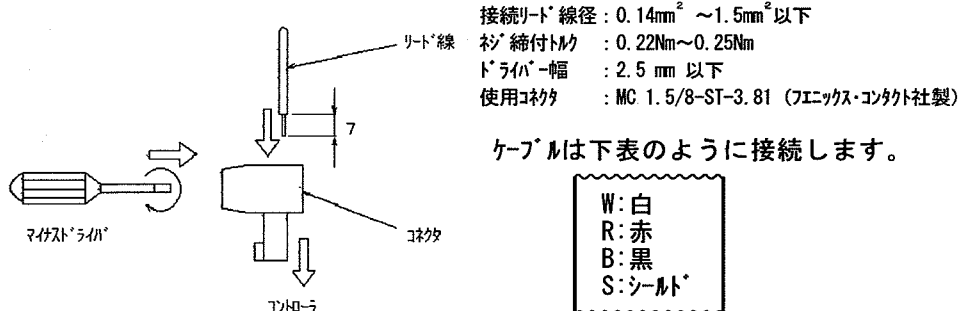 接続ﾘｰﾄﾞ線径：0.14mm² ～1.5mm²以下
ﾈｼﾞ締付ﾄﾙｸ ：0.22Nm～0.25Nm
ﾄﾞﾗｲﾊﾞｰ幅 ：2.5 mm 以下
使用ｺﾈｸﾀ ：MC 1.5/8-ST-3.81 (ﾌｴﾆｯｸｽ･ｺﾝﾀｸﾄ社製)
ﾘｰﾄﾞ線
7
ﾏｲﾅｽﾄﾞﾗｲﾊﾞ
ｺﾈｸﾀ
ｺﾝﾄﾛｰﾗ
ｹｰﾌﾞﾙは下表のように接続します。
W:白
R:赤
B:黒
S:ｼｰﾙﾄﾞ